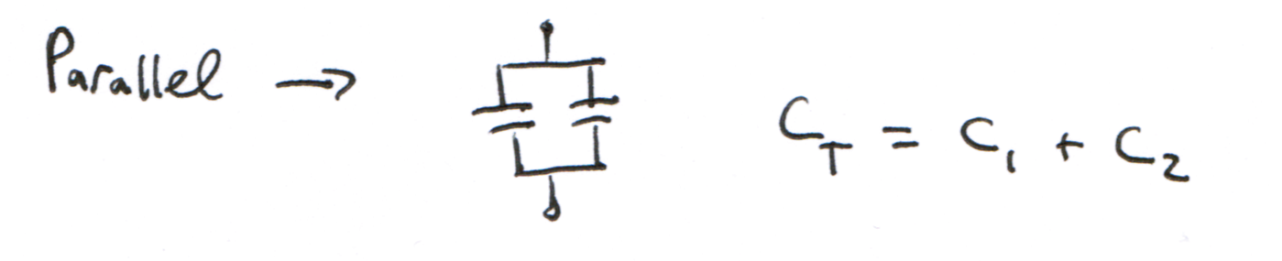 Parallel →
C_T = C_1 + C_2